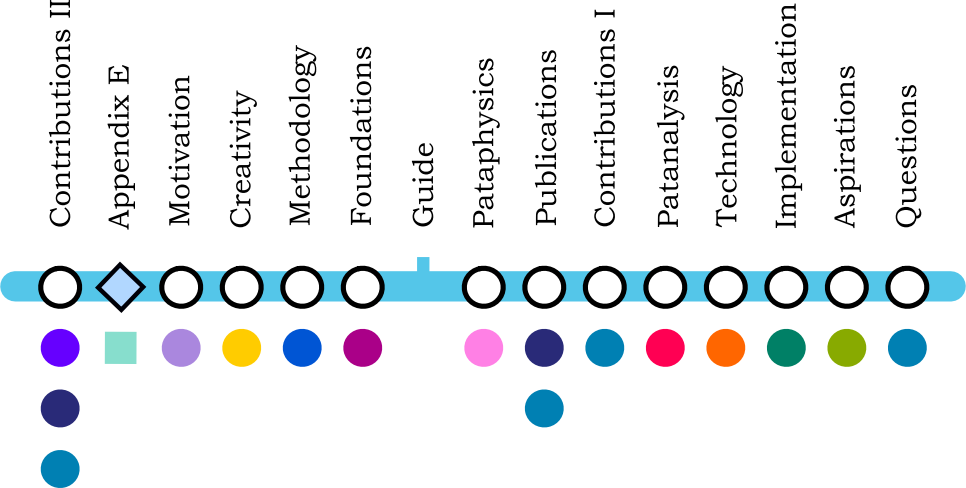 Contributions II
Appendix E
Motivation
Creativity
Methodology
Foundations
Guide
Pataphysics
Publications
Contributions I
Patanalysis
Technology
Implementation
Aspirations
Questions